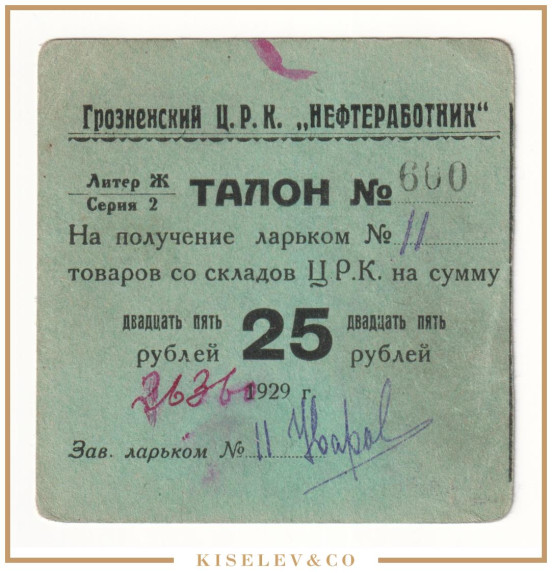 Грозненский Ц. Р. К. „НЕФТЕРАБОТНИК“
Литер Ж
Серия 2
ТАЛОН № 600
На получение ларьком № 11
товаров со складов Ц Р.К. на сумму
двадцать пять 25 двадцать пять
рублей рублей
1929 г.
Зав. ларьком № 11 Уваров
KISELEV&CO